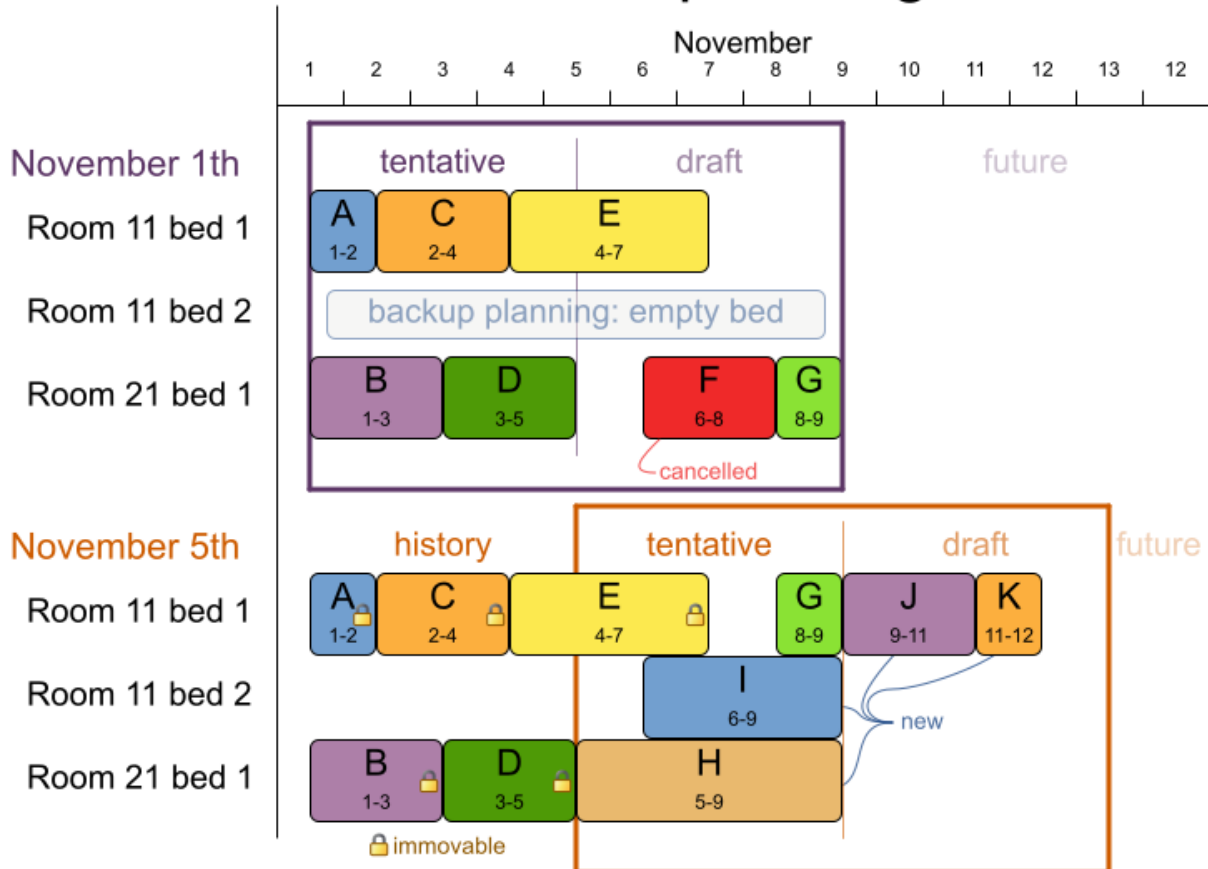 November
1 2 3 4 5 6 7 8 9 10 11 12 13 12
November 1th tentative draft future
Room 11 bed 1 A C E
1-2 2-4 4-7
Room 11 bed 2 backup planning: empty bed
Room 21 bed 1 B D F G
1-3 3-5 6-8 8-9
cancelled
November 5th history tentative draft future
Room 11 bed 1 A C E G J K
1-2 2-4 4-7 8-9 9-11 11-12
Room 11 bed 2 I
6-9
new
Room 21 bed 1 B D H
1-3 3-5 5-9
immovable